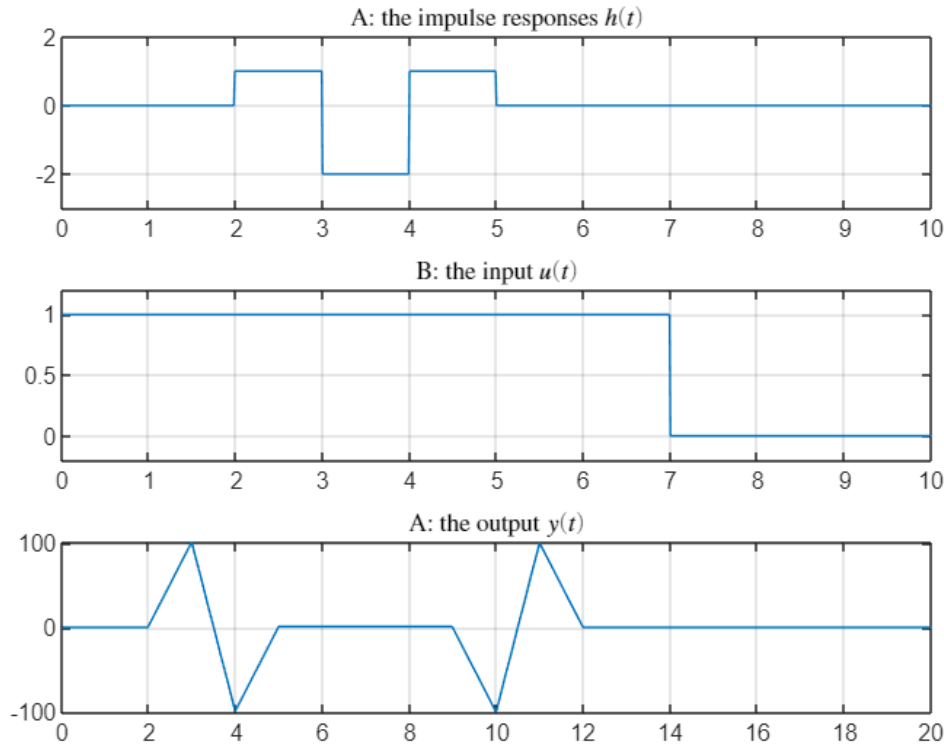 A: the impulse responses h(t)
2
0
-2
0 1 2 3 4 5 6 7 8 9 10
B: the input u(t)
1
0.5
0
0 1 2 3 4 5 6 7 8 9 10
A: the output y(t)
100
0
-100
0 2 4 6 8 10 12 14 16 18 20